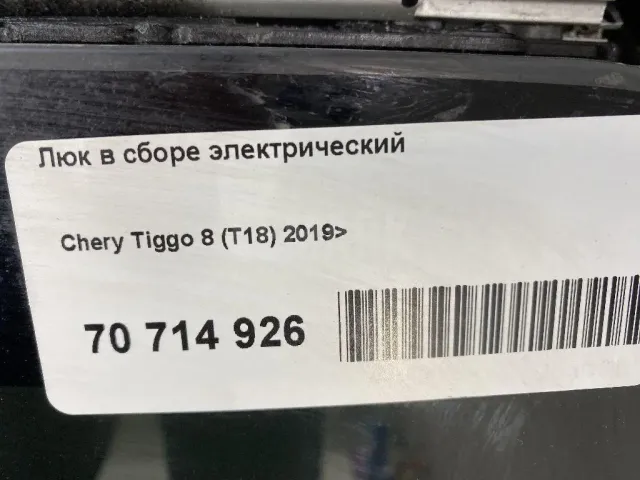 Люк в сборе электрический
Chery Tiggo 8 (T18) 2019>
70 714 926